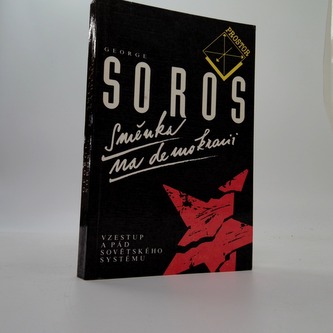 PROSTOR
GEORGE
SOROS
Směnka
na demokracii
VZESTUP
A PÁD
SOVĚTSKÉHO
SYSTÉMU